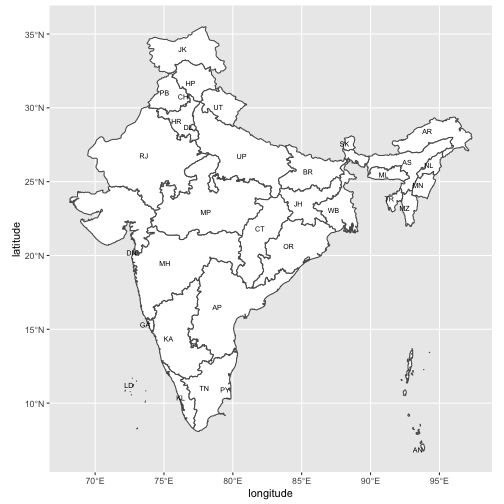 35°N
30°N
25°N
20°N
15°N
10°N
latitude
JK
HP
PB
CH
UT
HR
DL
RJ
UP
SK
AR
AS
NL
BR
ML
MN
TR
MZ
JH
WB
MP
CT
OR
DN
MH
AP
GA
KA
LD
KL
TN
PY
AN
70°E
75°E
80°E
85°E
90°E
95°E
longitude